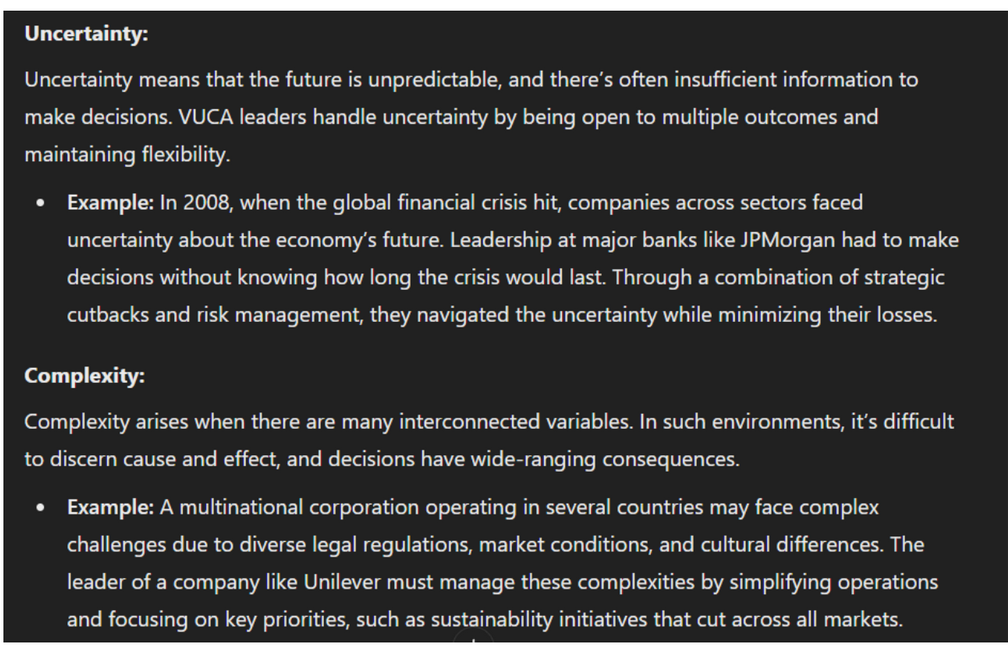 Uncertainty:
Uncertainty means that the future is unpredictable, and there's often insufficient information to
make decisions. VUCA leaders handle uncertainty by being open to multiple outcomes and
maintaining flexibility.
• Example: In 2008, when the global financial crisis hit, companies across sectors faced
uncertainty about the economy's future. Leadership at major banks like JPMorgan had to make
decisions without knowing how long the crisis would last. Through a combination of strategic
cutbacks and risk management, they navigated the uncertainty while minimizing their losses.
Complexity:
Complexity arises when there are many interconnected variables. In such environments, it's difficult
to discern cause and effect, and decisions have wide-ranging consequences.
• Example: A multinational corporation operating in several countries may face complex
challenges due to diverse legal regulations, market conditions, and cultural differences. The
leader of a company like Unilever must manage these complexities by simplifying operations
and focusing on key priorities, such as sustainability initiatives that cut across all markets.